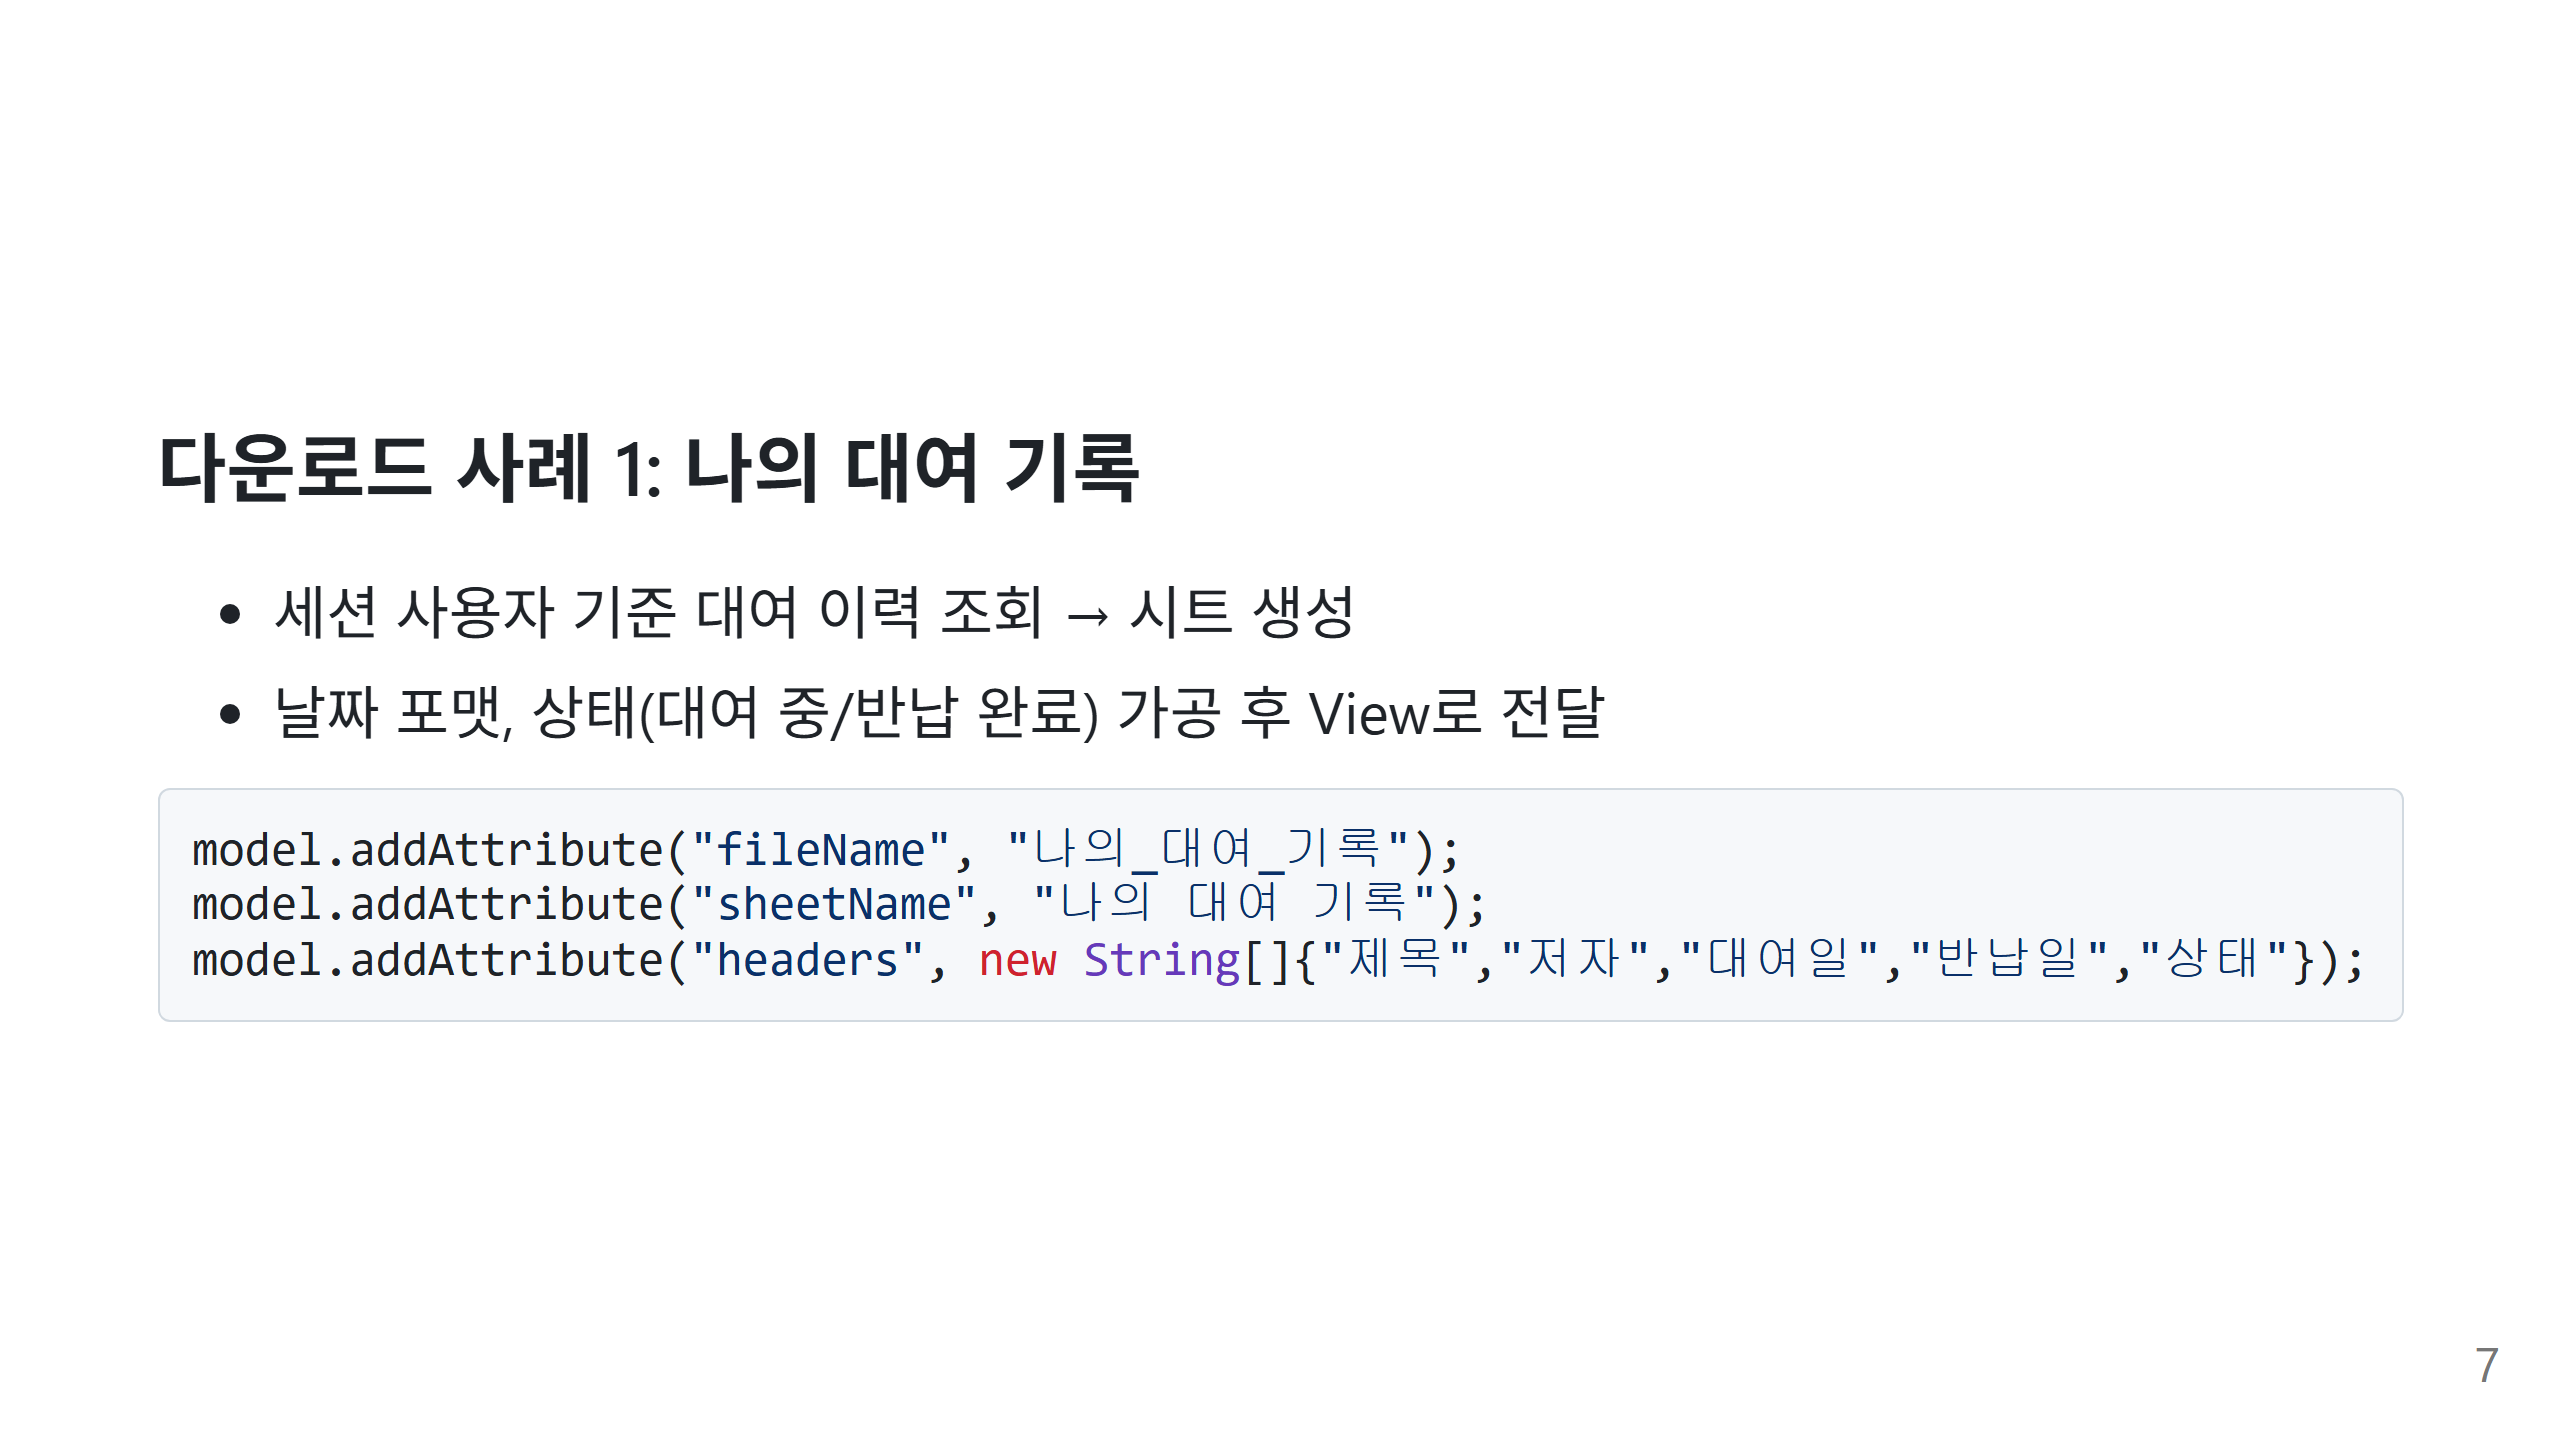 다운로드 사례 1: 나의 대여 기록
• 세션 사용자 기준 대여 이력 조회 → 시트 생성
• 날짜 포맷, 상태(대여 중/반납 완료) 가공 후 View로 전달
model.addAttribute("fileName", "나의_대여_기록");
model.addAttribute("sheetName", "나의 대여 기록");
model.addAttribute("headers", new String[]{"제목","저자","대여일","반납일","상태"});
7